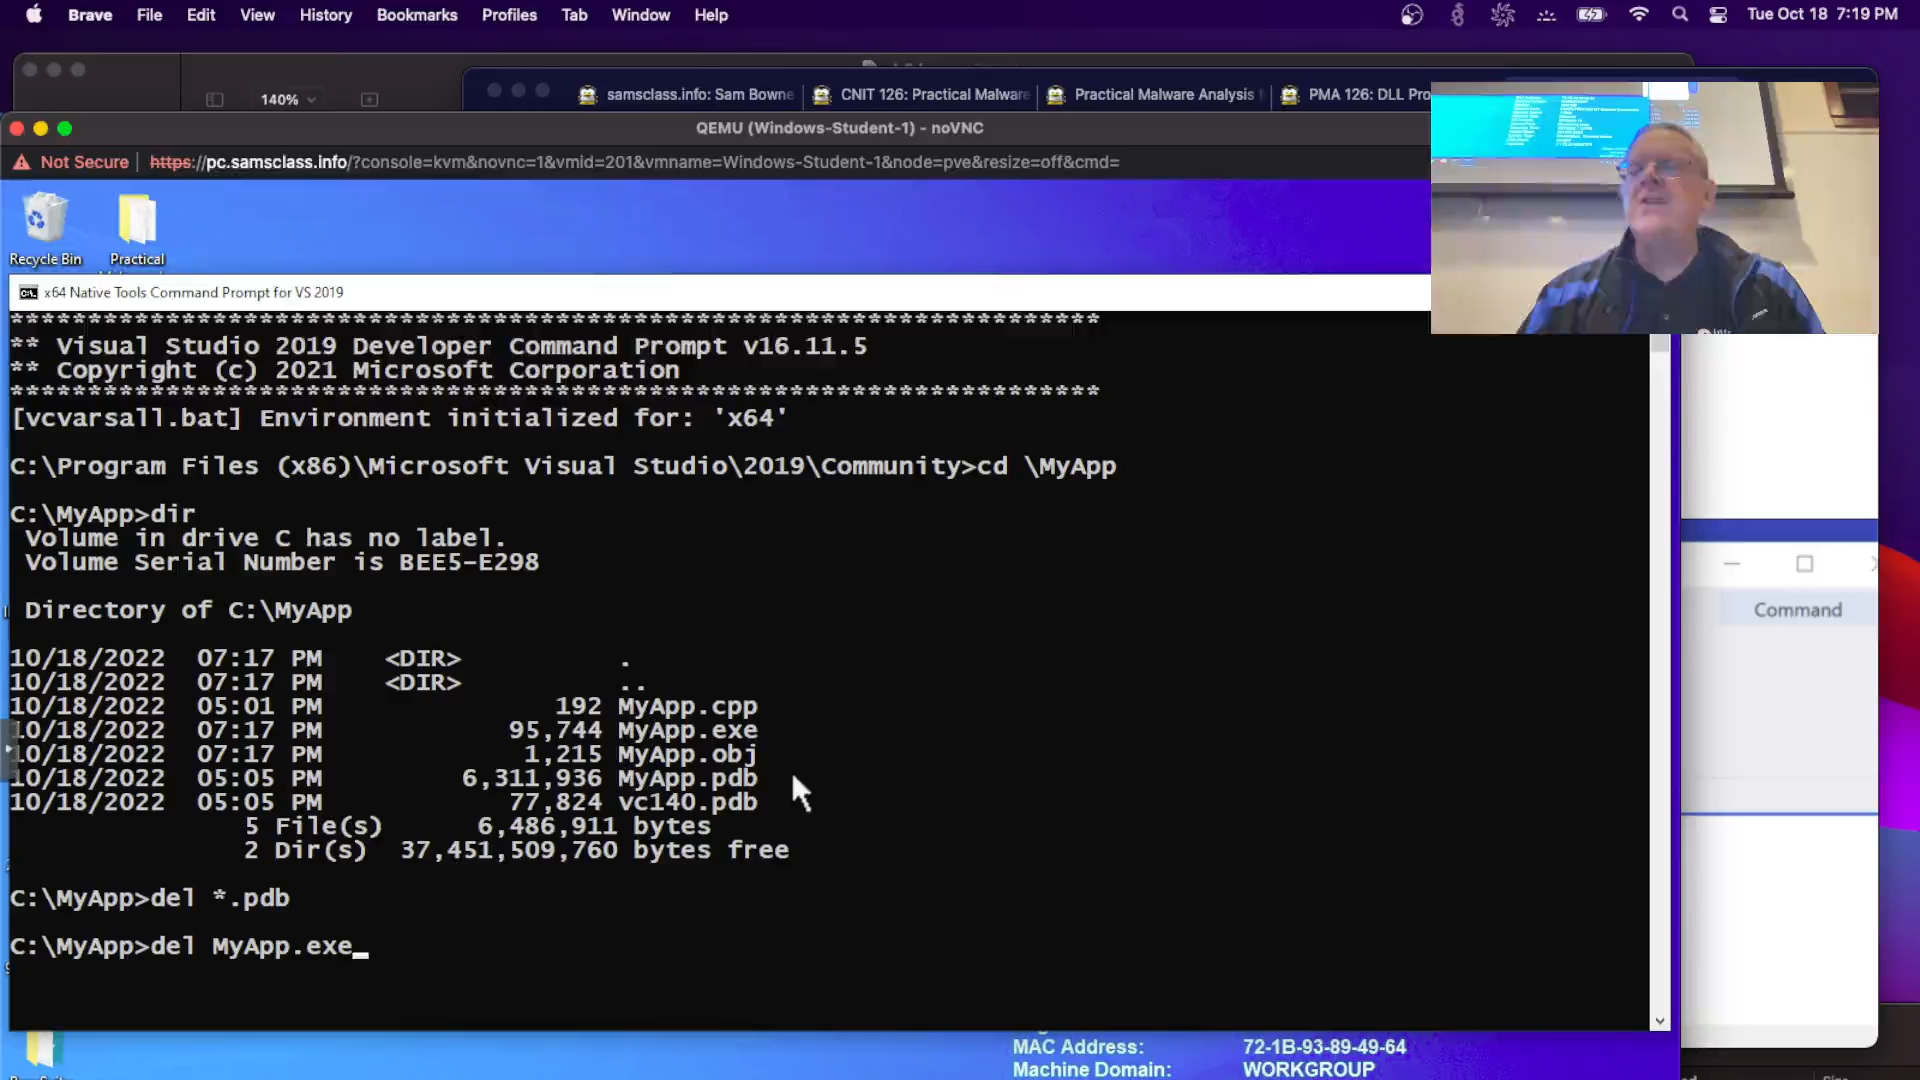 Brave File Edit View History Bookmarks Profiles Tab Window Help Tue Oct 18 7:19 PM
140%
samsclass.info: Sam Bowne CNIT 126: Practical Malware Practical Malware Analysis PMA 126: DLL Pro
QEMU (Windows-Student-1) - noVNC
Not Secure https://pc.samsclass.info/?console=kvm&novnc=1&vmid=201&vmname=Windows-Student-1&node=pve&resize=off&cmd=
Recycle Bin Practical
x64 Native Tools Command Prompt for VS 2019
**********************************************************************
** Visual Studio 2019 Developer Command Prompt v16.11.5
** Copyright (c) 2021 Microsoft Corporation
**********************************************************************
[vcvarsall.bat] Environment initialized for: 'x64'
C:\Program Files (x86)\Microsoft Visual Studio\2019\Community>cd \MyApp
C:\MyApp>dir
Volume in drive C has no label.
Volume Serial Number is BEE5-E298
Directory of C:\MyApp
10/18/2022 07:17 PM <DIR> .
10/18/2022 07:17 PM <DIR> ..
10/18/2022 05:01 PM 192 MyApp.cpp
10/18/2022 07:17 PM 95,744 MyApp.exe
10/18/2022 07:17 PM 1,215 MyApp.obj
10/18/2022 05:05 PM 6,311,936 MyApp.pdb
10/18/2022 05:05 PM 77,824 vc140.pdb
5 File(s) 6,486,911 bytes
2 Dir(s) 37,451,509,760 bytes free
C:\MyApp>del *.pdb
C:\MyApp>del MyApp.exe_
Command
MAC Address: 72-1B-93-89-49-64
Machine Domain: WORKGROUP